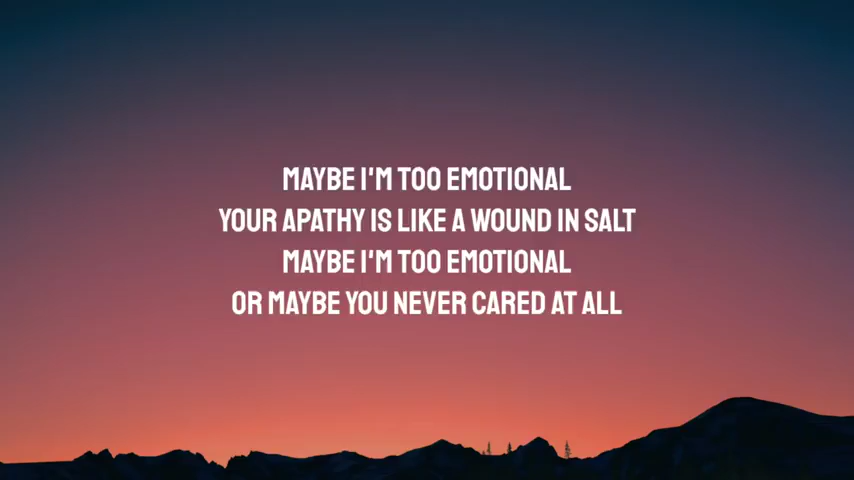 MAYBE I'M TOO EMOTIONAL
YOUR APATHY IS LIKE A WOUND IN SALT
MAYBE I'M TOO EMOTIONAL
OR MAYBE YOU NEVER CARED AT ALL